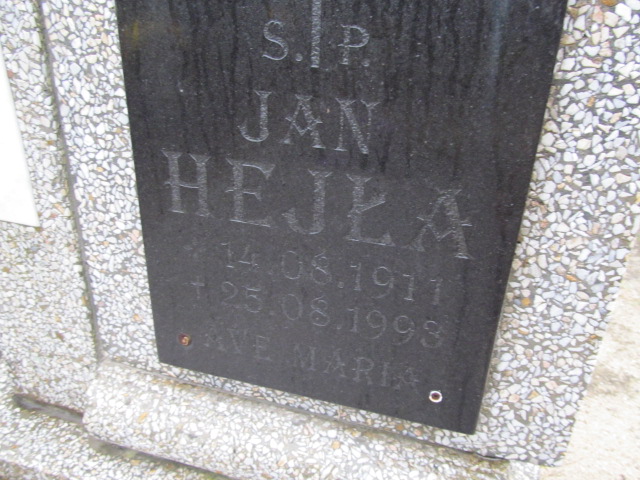 S. P.
JAN
HEJŁA
* 14.08.1911
† 25.08.1993
AVE MARIA